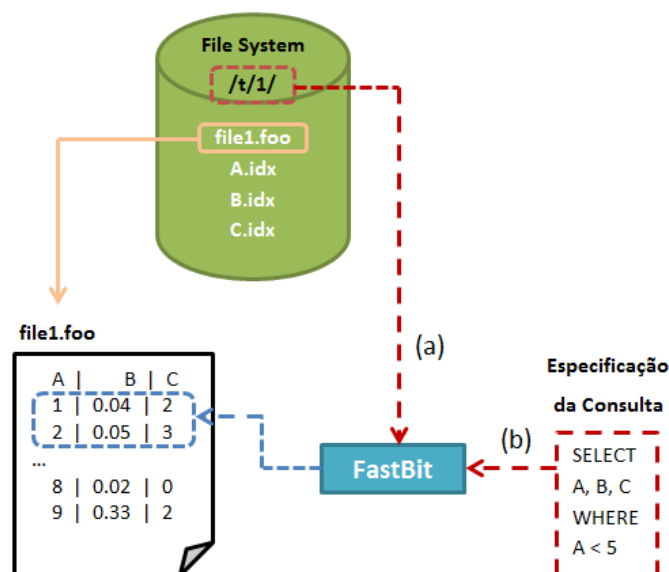 File System
/t/1/
file1.foo
A.idx
B.idx
C.idx
(a)
file1.foo
A | B | C
1 | 0.04 | 2
2 | 0.05 | 3
...
8 | 0.02 | 0
9 | 0.33 | 2
FastBit
(b)
Especificação
da Consulta
SELECT
A, B, C
WHERE
A < 5